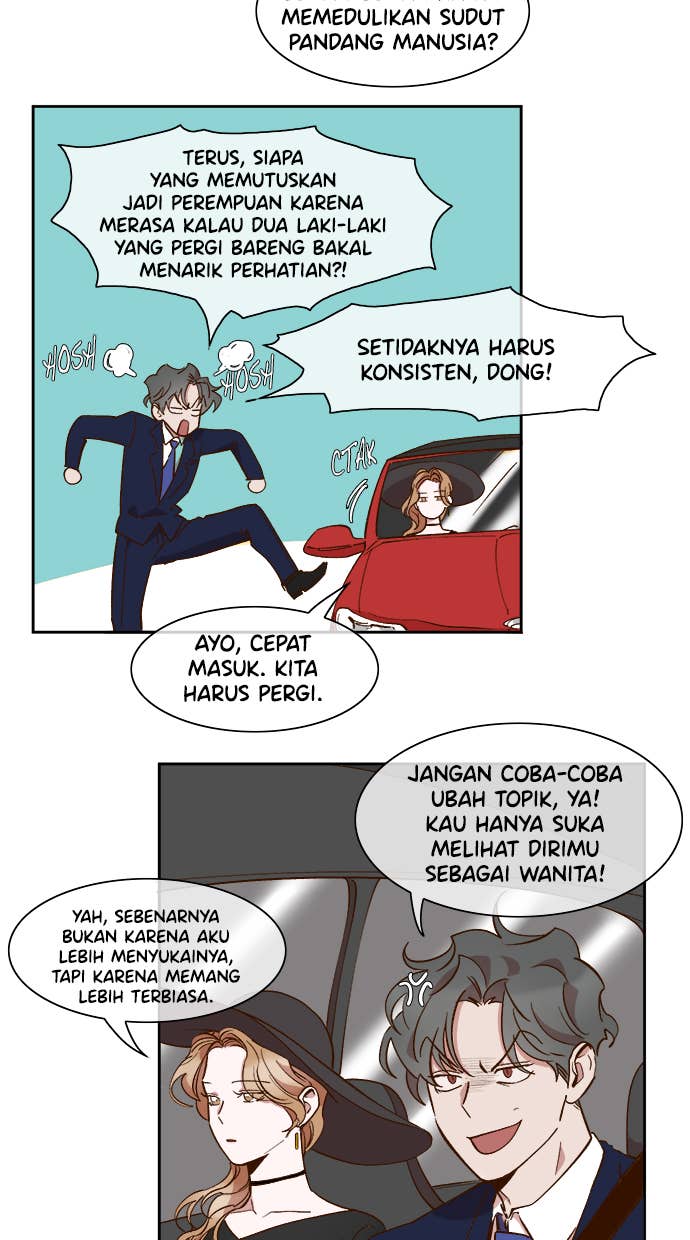 MEMEDULIKAN SUDUT
PANDANG MANUSIA?
TERUS, SIAPA
YANG MEMUTUSKAN
JADI PEREMPUAN KARENA
MERASA KALAU DUA LAKI-LAKI
YANG PERGI BARENG BAKAL
MENARIK PERHATIAN?!
HOSH
HOSH
SETIDAKNYA HARUS
KONSISTEN, DONG!
CTAK
AYO, CEPAT
MASUK. KITA
HARUS PERGI.
JANGAN COBA-COBA
UBAH TOPIK, YA!
KAU HANYA SUKA
MELIHAT DIRIMU
SEBAGAI WANITA!
YAH, SEBENARNYA
BUKAN KARENA AKU
LEBIH MENYUKAINYA,
TAPI KARENA MEMANG
LEBIH TERBIASA.